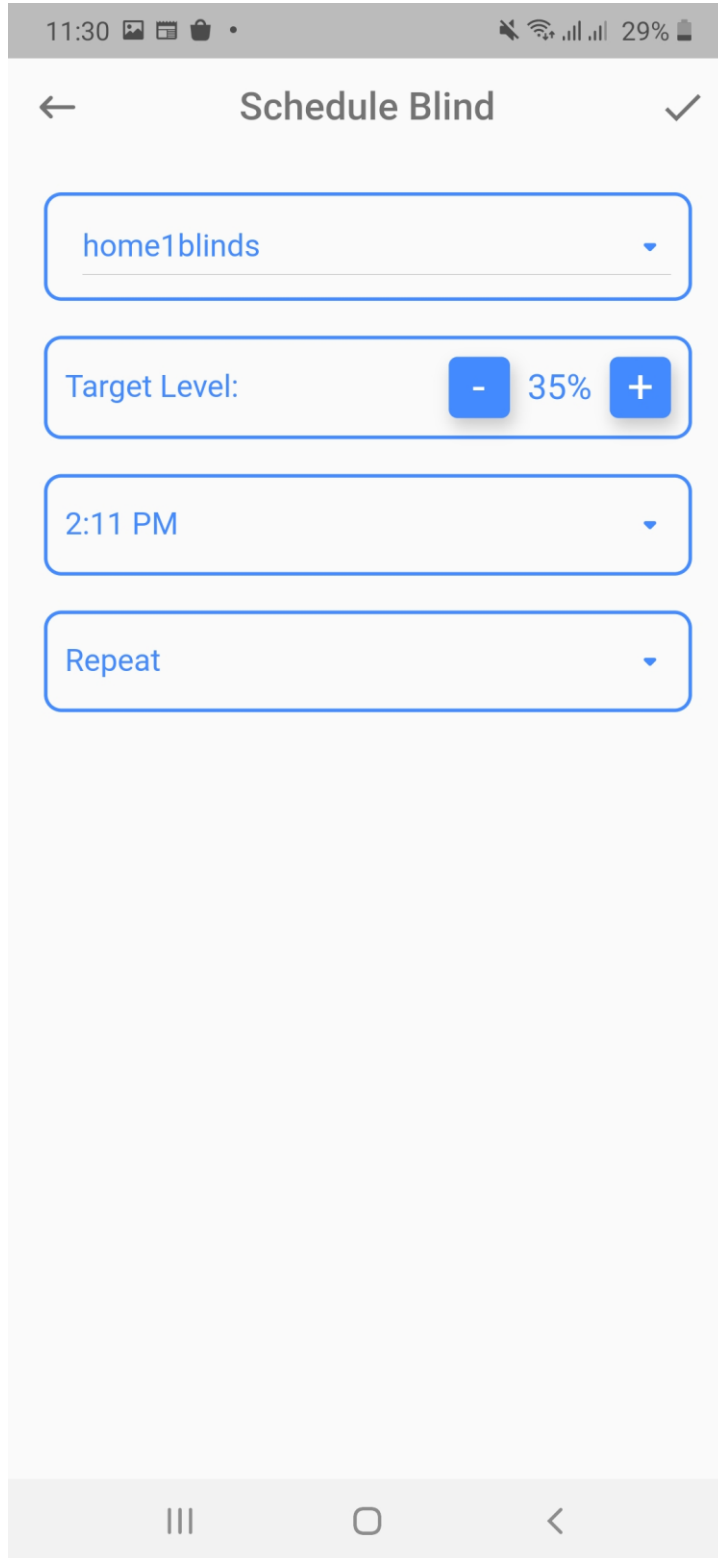 11:30 29%
Schedule Blind
home1blinds
Target Level: - 35% +
2:11 PM
Repeat